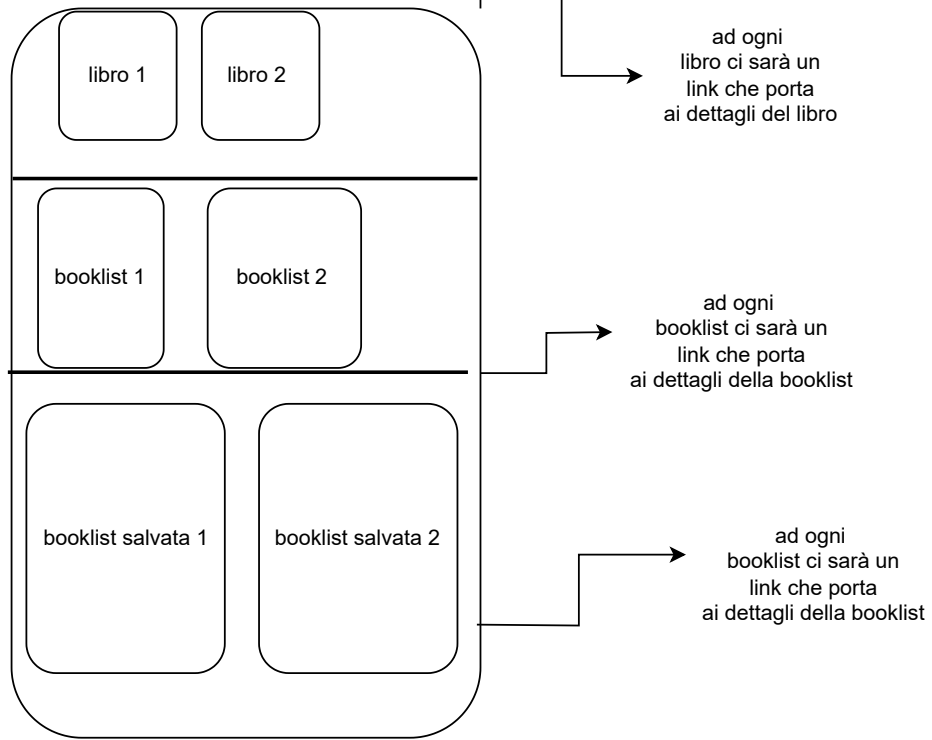 libro 1
libro 2
ad ogni
libro ci sarà un
link che porta
ai dettagli del libro
booklist 1
booklist 2
ad ogni
booklist ci sarà un
link che porta
ai dettagli della booklist
booklist salvata 1
booklist salvata 2
ad ogni
booklist ci sarà un
link che porta
ai dettagli della booklist